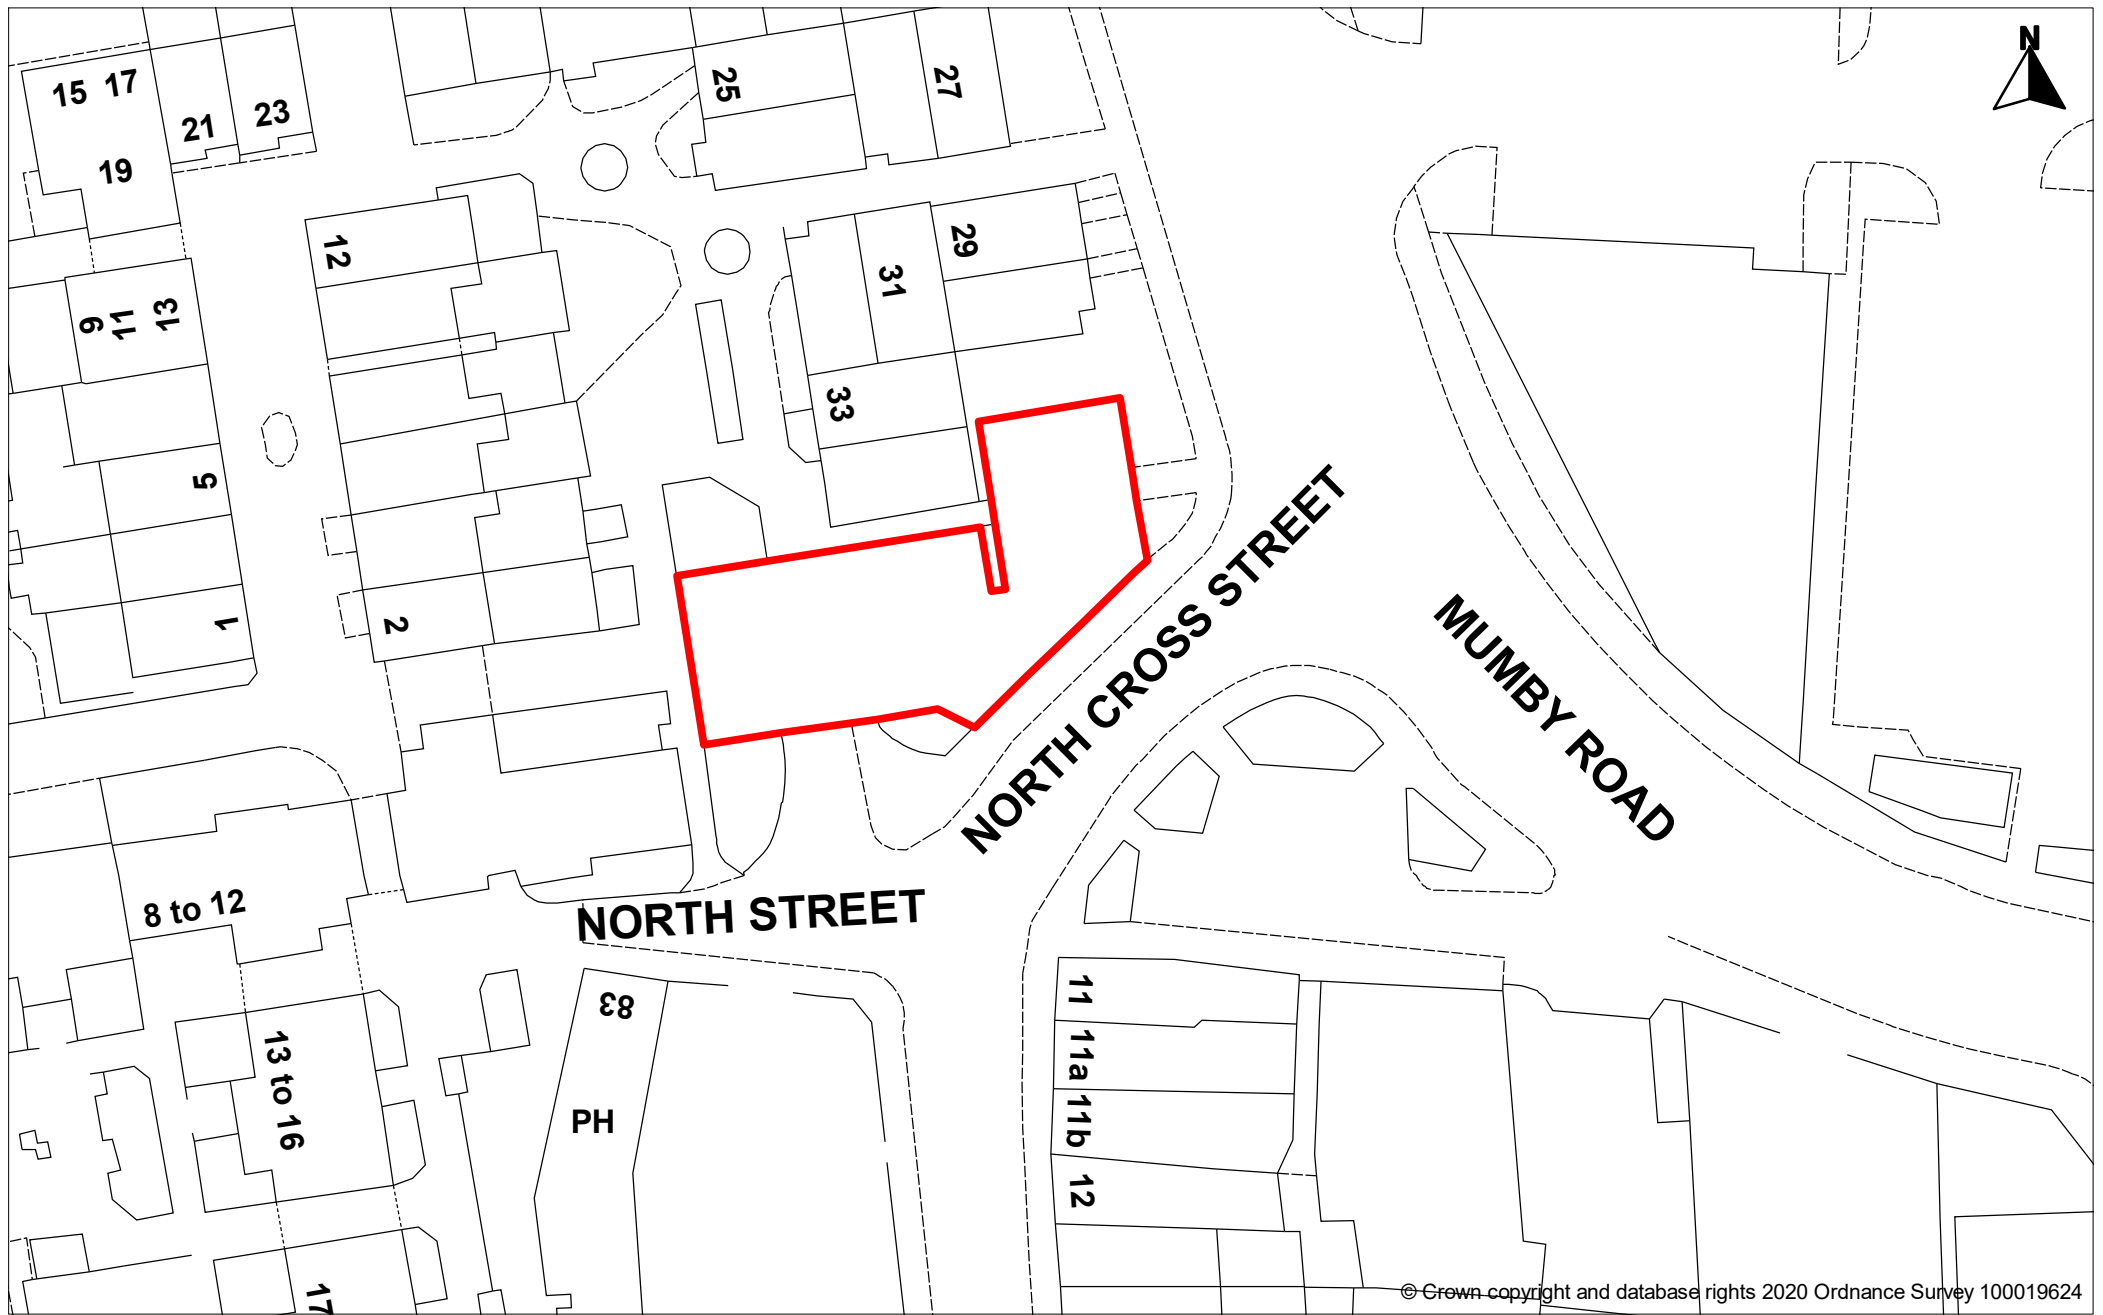 N
15 17
21
23
19
25
27
12
29
31
9
11
13
33
5
1
2
NORTH CROSS STREET
MUMBY ROAD
8 to 12
NORTH STREET
83
PH
13 to 16
17
11
11a
11b
12
© Crown copyright and database rights 2020 Ordnance Survey 100019624